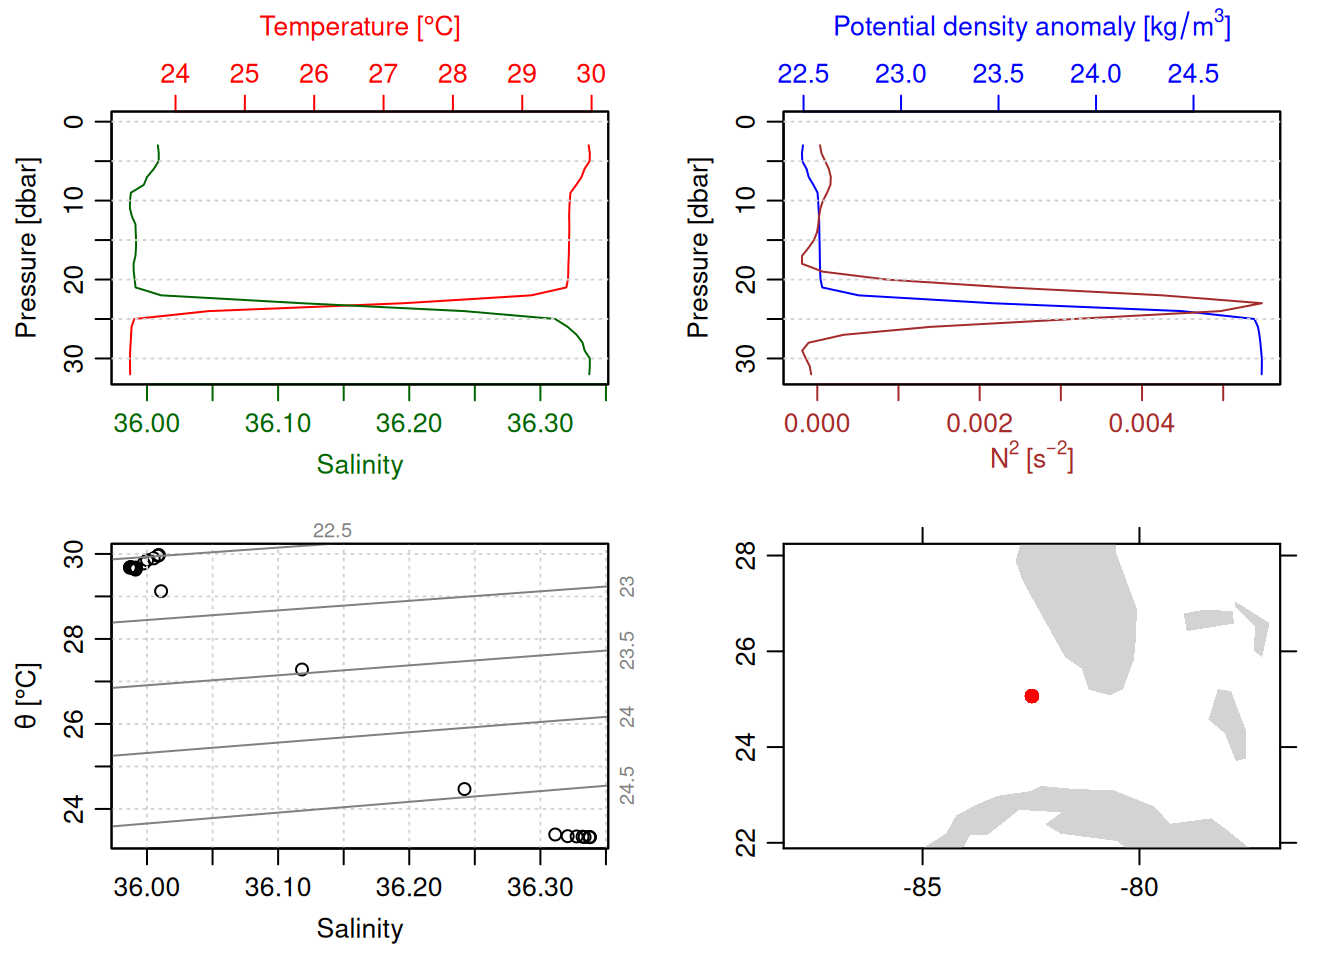 Temperature [°C]
24 25 26 27 28 29 30
Pressure [dbar]
0 10 20 30
36.00 36.10 36.20 36.30
Salinity
Potential density anomaly [kg/m³]
22.5 23.0 23.5 24.0 24.5
Pressure [dbar]
0 10 20 30
0.000 0.002 0.004
N² [s⁻²]
22.5
23
23.5
24
24.5
θ [°C]
30 28 26 24
36.00 36.10 36.20 36.30
Salinity
28 26 24 22
-85 -80